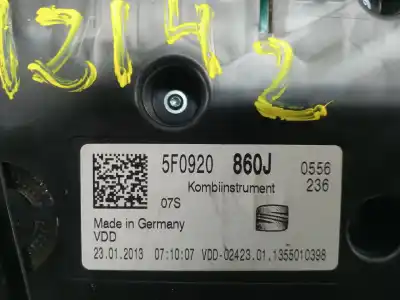 12142
5F0920 860J 0556
Kombiinstrument 236
07S
Made in Germany
VDD
23.01.2013 07:10:07 VDD-02423.01.1355010398